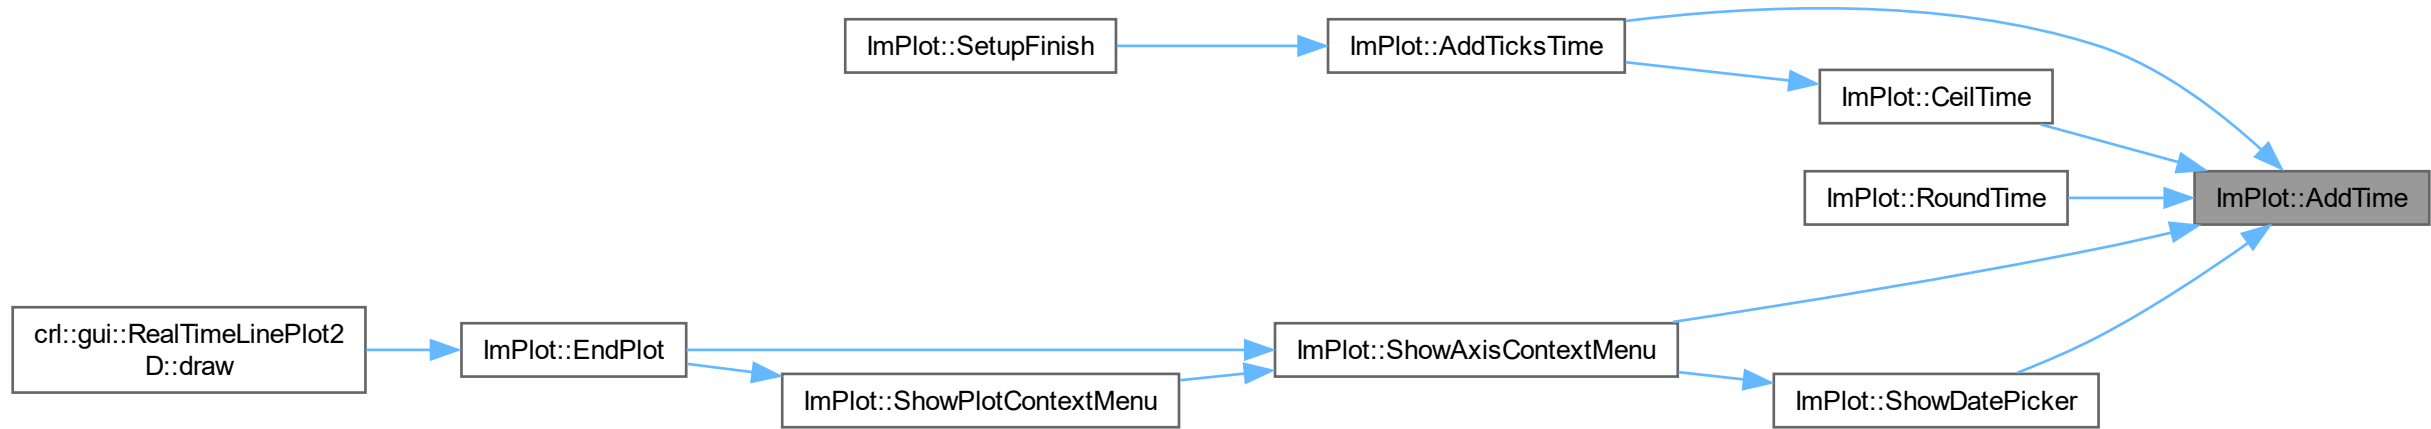 ImPlot::SetupFinish
ImPlot::AddTicksTime
ImPlot::CeilTime
ImPlot::RoundTime
ImPlot::AddTime
crl::gui::RealTimeLinePlot2
D::draw
ImPlot::EndPlot
ImPlot::ShowAxisContextMenu
ImPlot::ShowPlotContextMenu
ImPlot::ShowDatePicker